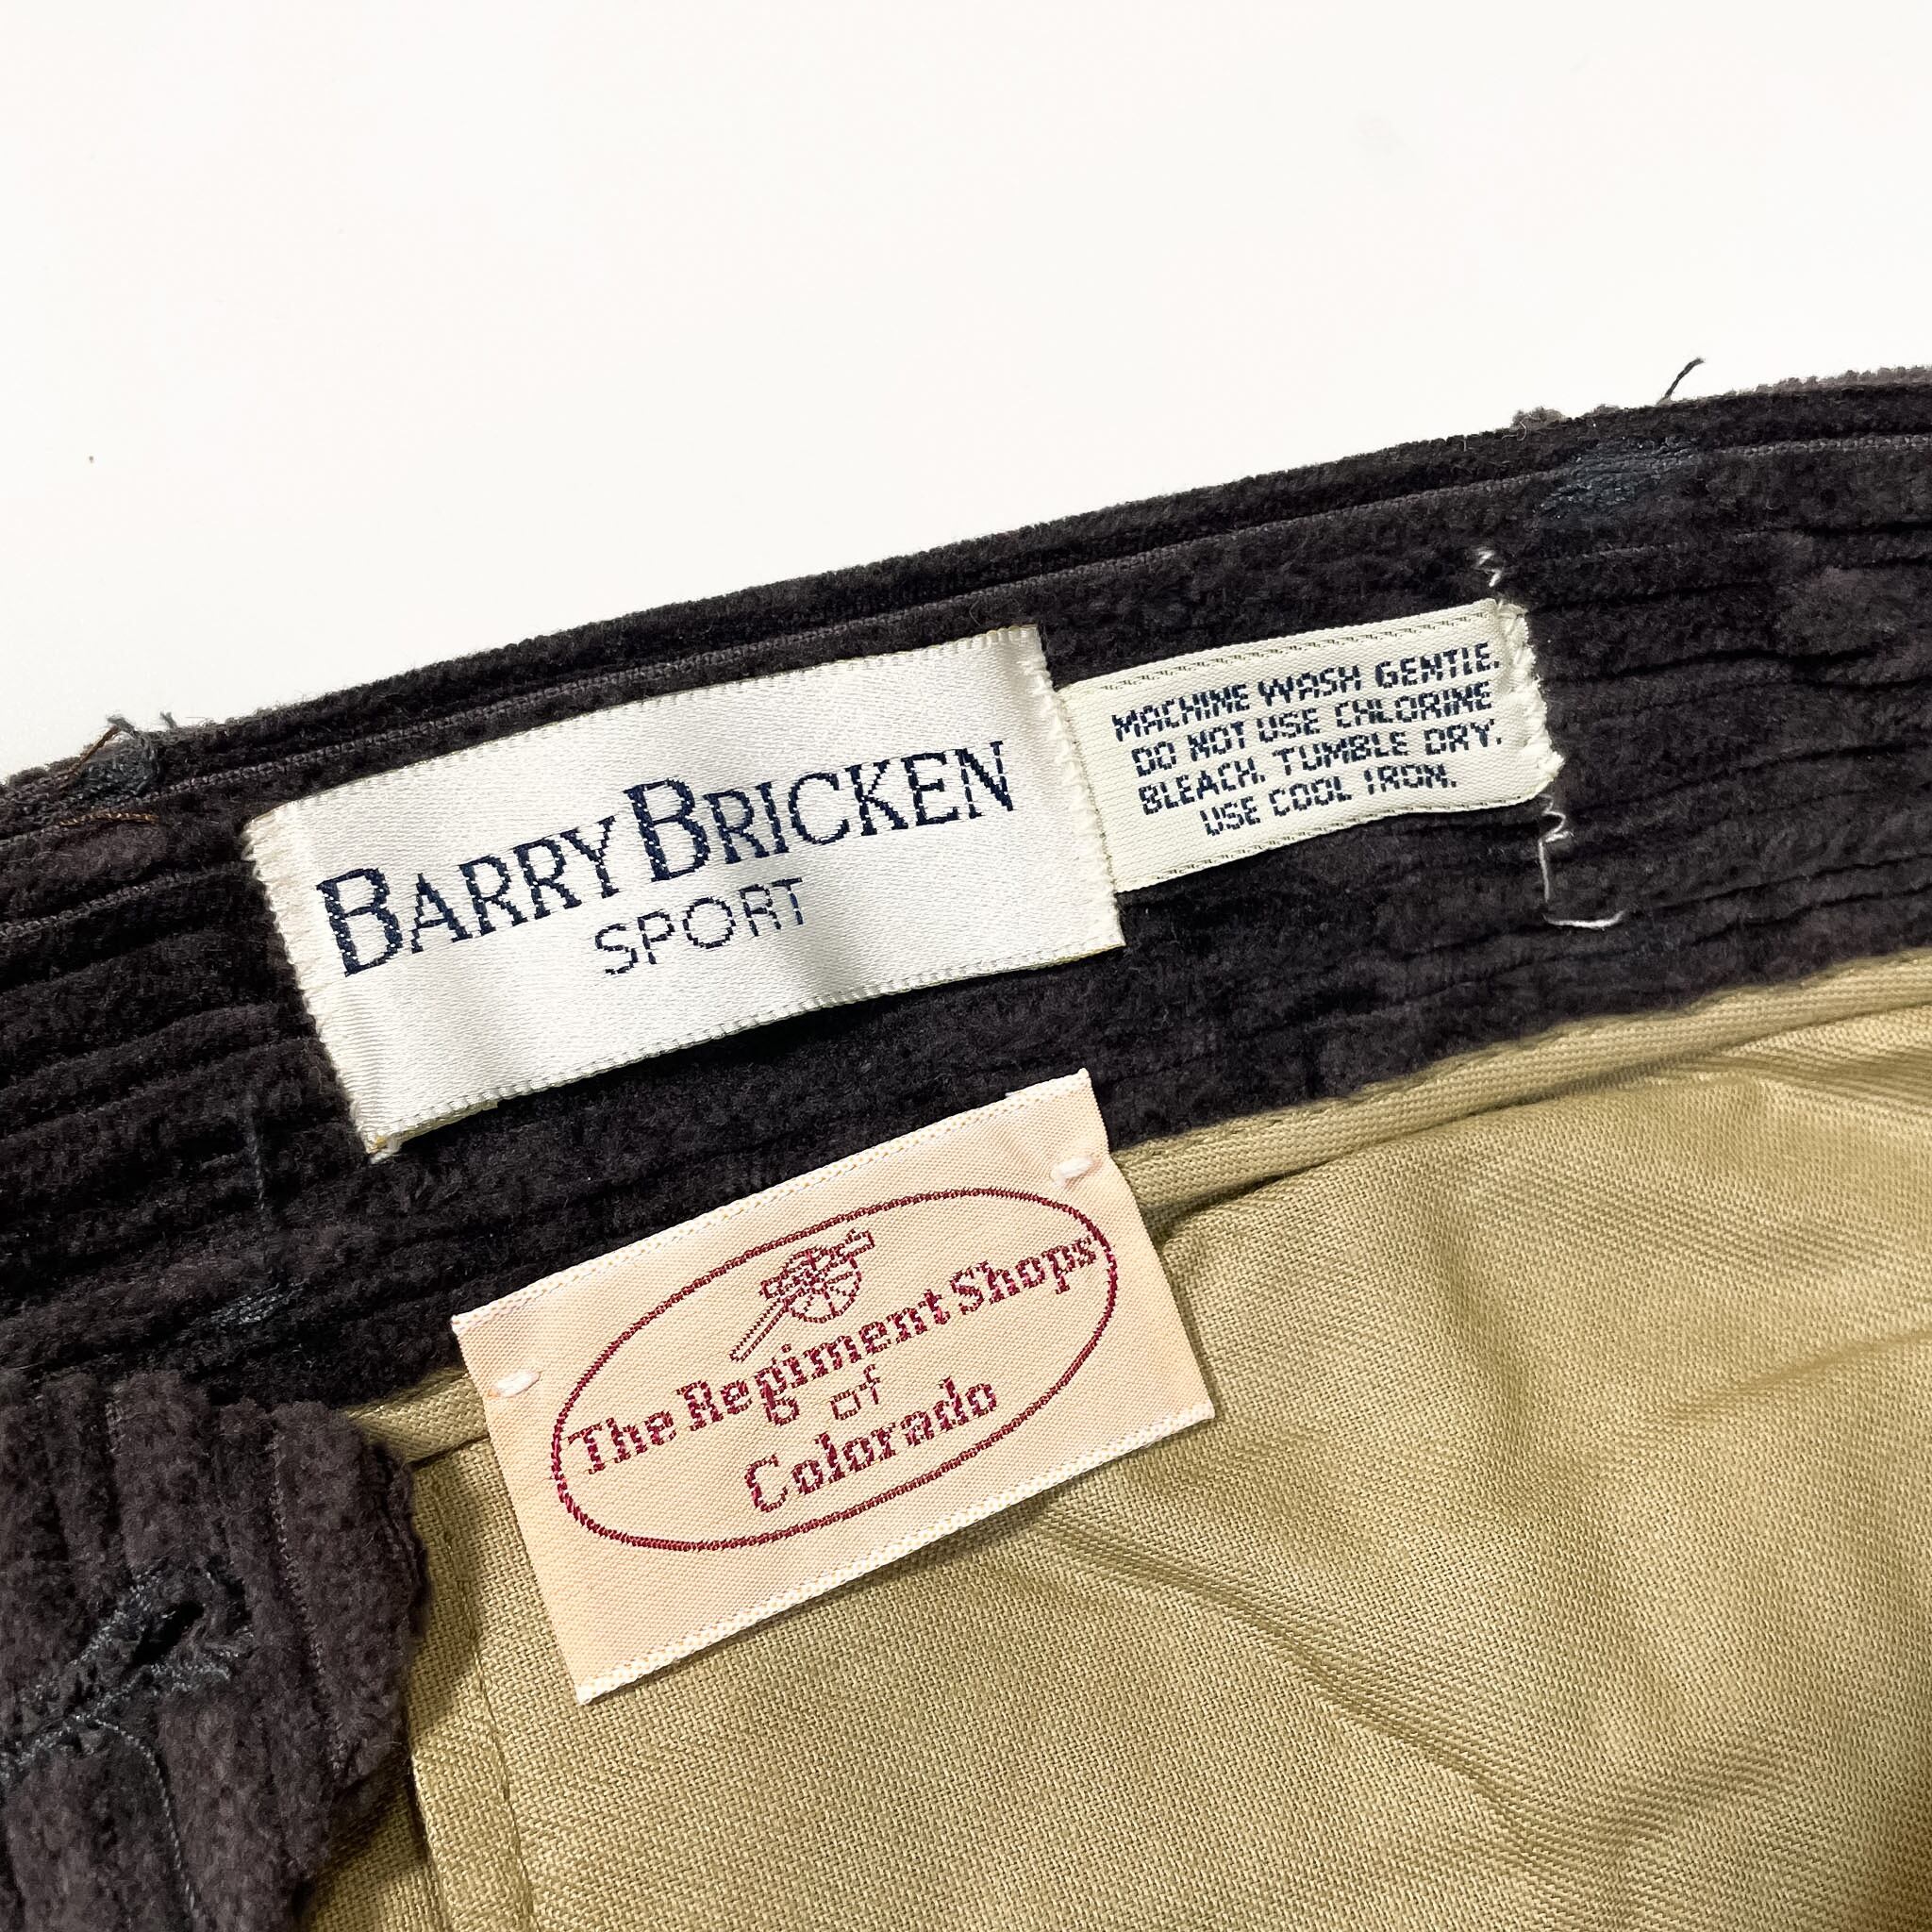 BARRY BRICKEN
SPORT
MACHINE WASH GENTLE.
DO NOT USE CHLORINE
BLEACH. TUMBLE DRY.
USE COOL IRON.
The Regiment Shops
of
Colorado